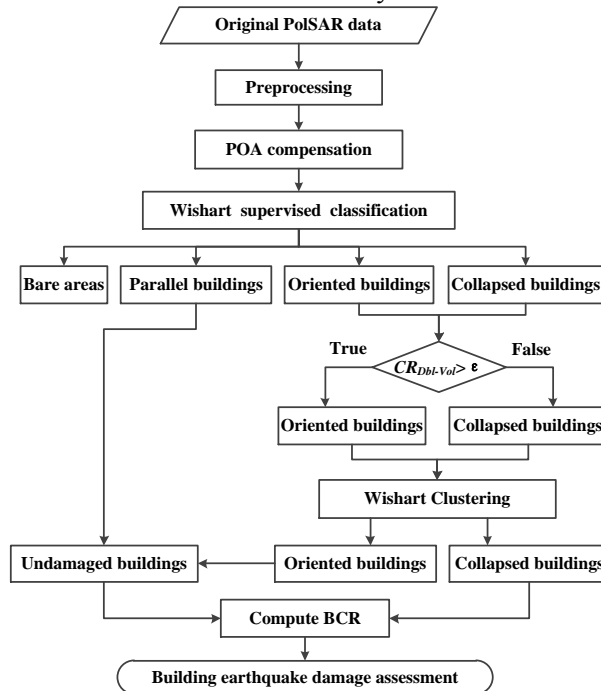 Original PolSAR data
Preprocessing
POA compensation
Wishart supervised classification
Bare areas
Parallel buildings
Oriented buildings
Collapsed buildings
True
CR_{Dbl-Vol} > ε
False
Oriented buildings
Collapsed buildings
Wishart Clustering
Undamaged buildings
Oriented buildings
Collapsed buildings
Compute BCR
Building earthquake damage assessment